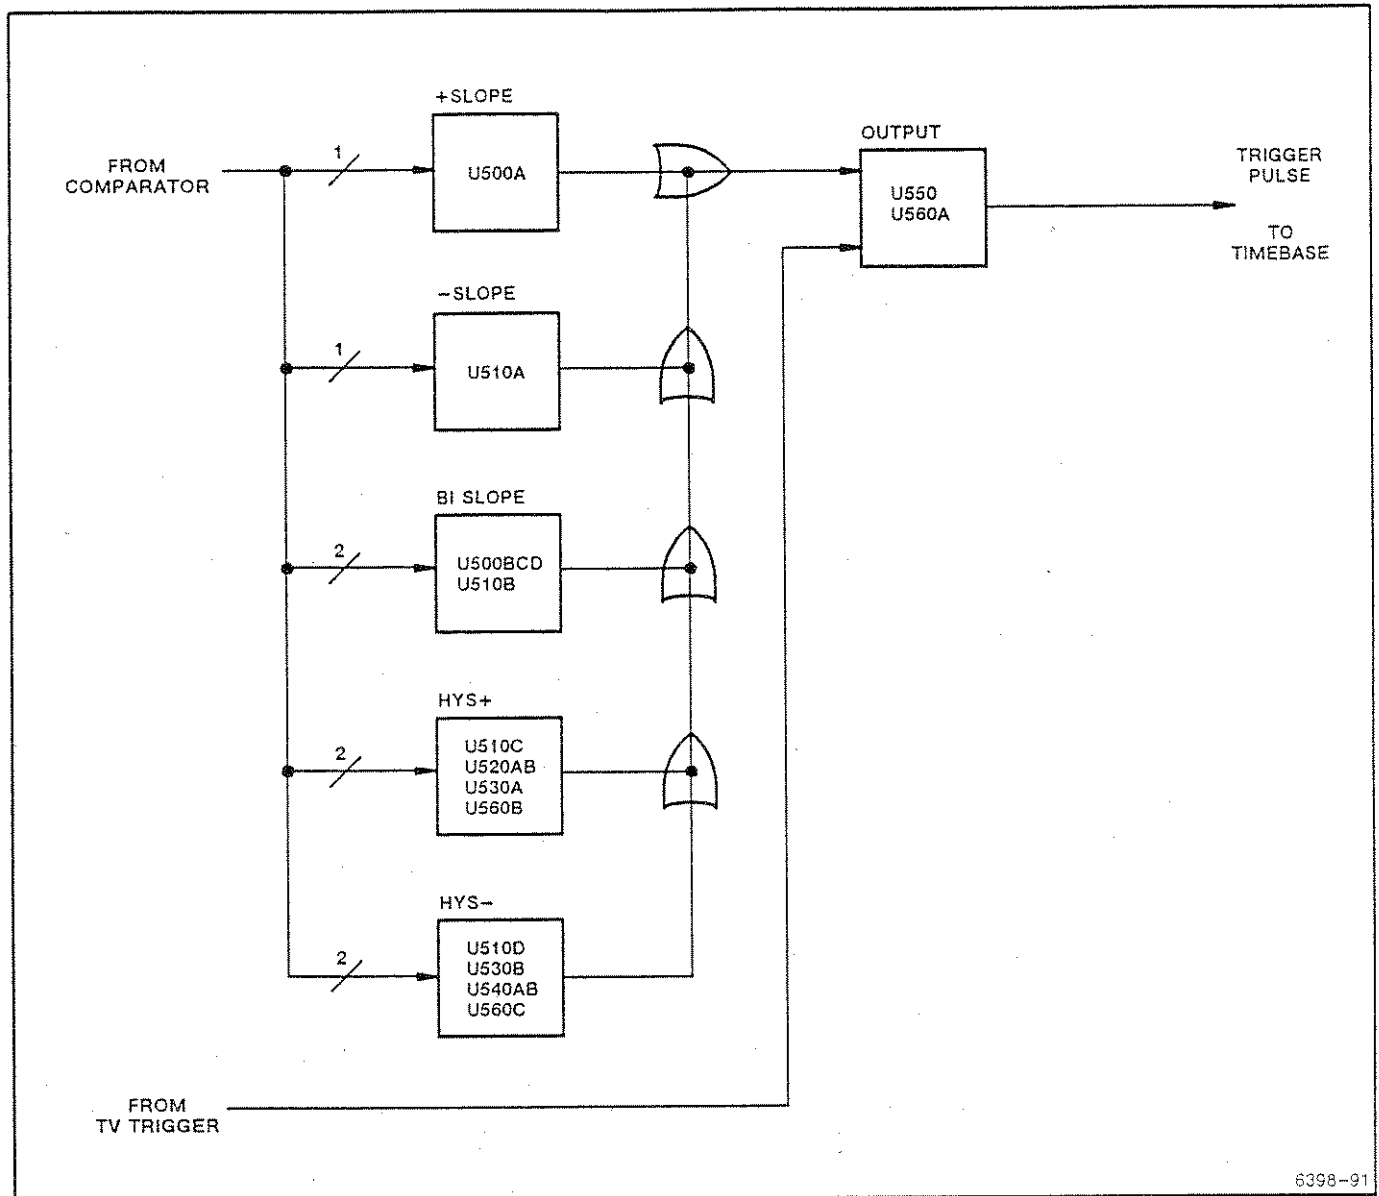 +SLOPE
1
U500A
FROM
COMPARATOR
OUTPUT
U550
U560A
TRIGGER
PULSE
TO
TIMEBASE
-SLOPE
1
U510A
BI SLOPE
2
U500BCD
U510B
HYS+
2
U510C
U520AB
U530A
U560B
HYS-
2
U510D
U530B
U540AB
U560C
FROM
TV TRIGGER
6398-91